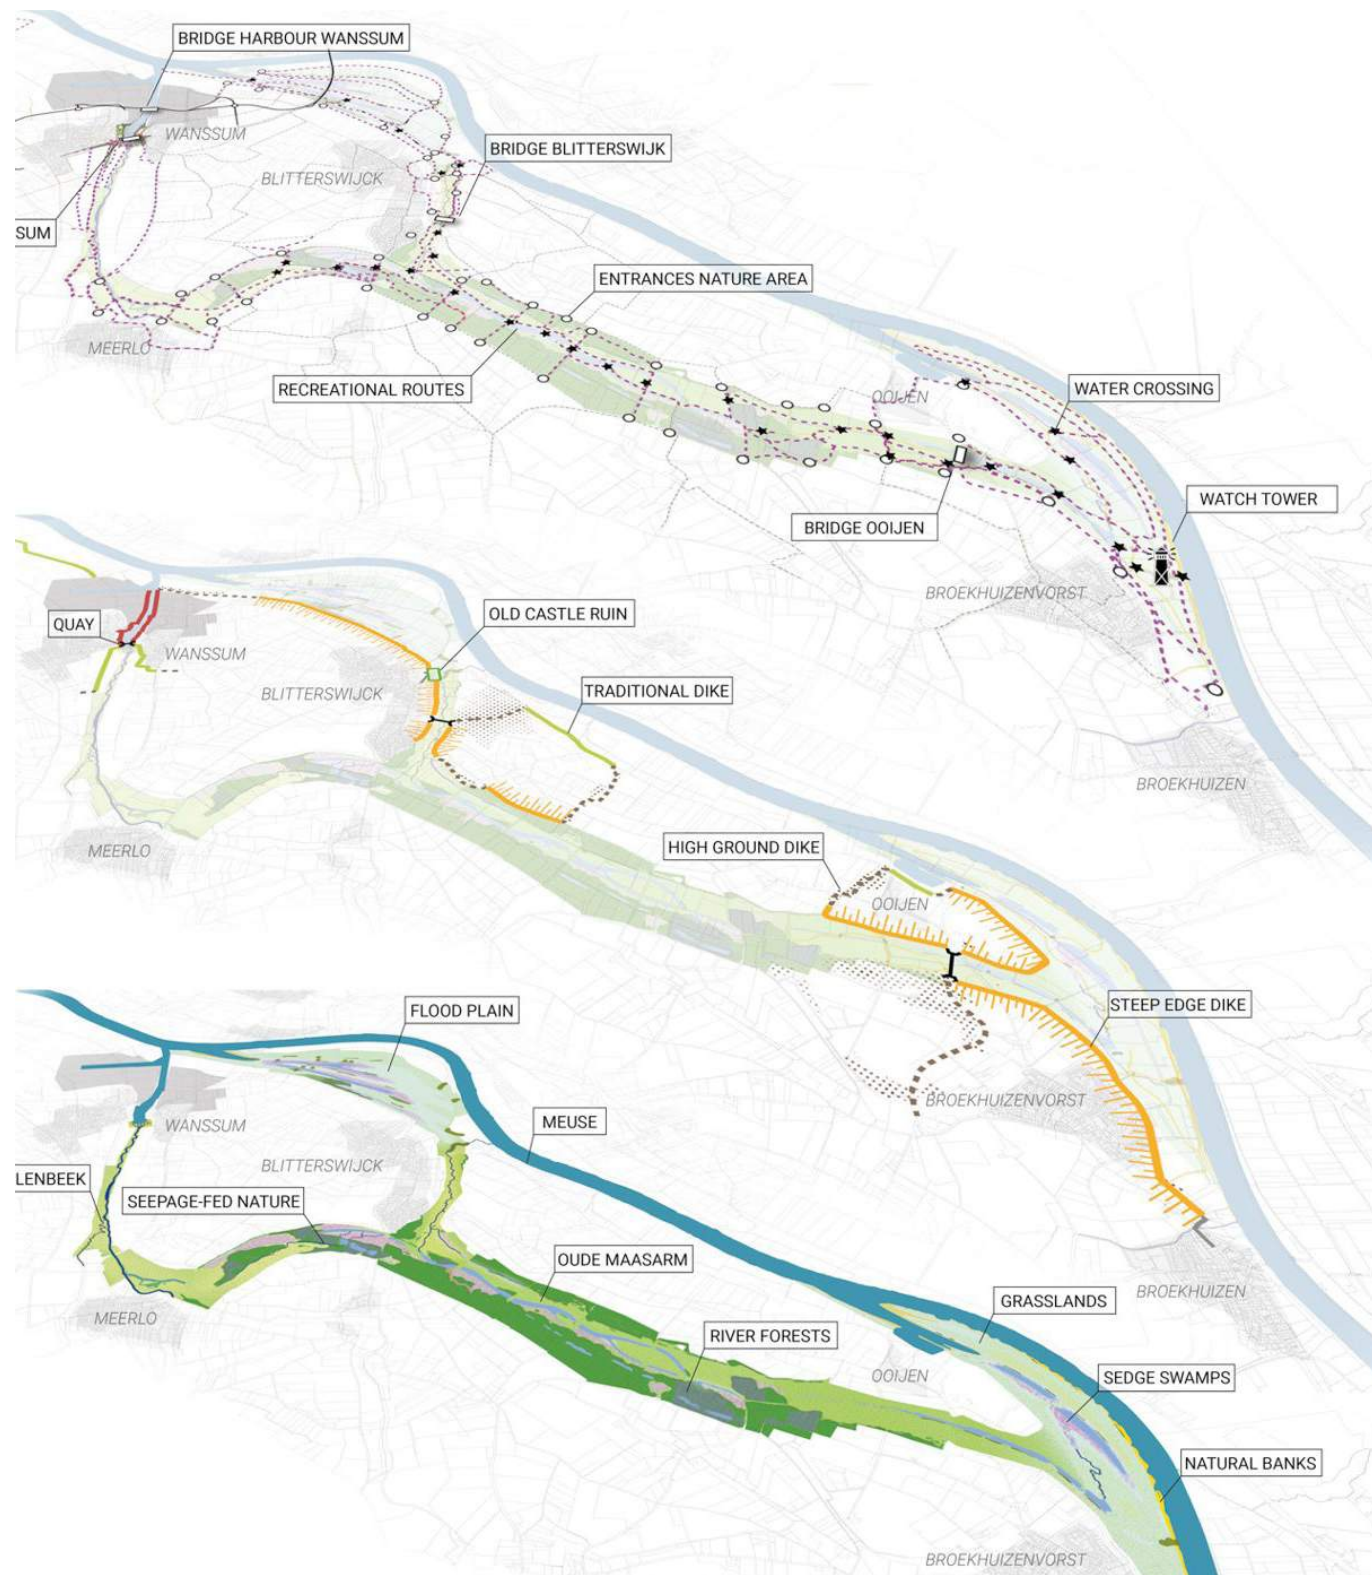 BRIDGE HARBOUR WANSSUM
WANSSUM
BRIDGE BLITTERSWIJK
BLITTERSWIJCK
SUM
ENTRANCES NATURE AREA
MEERLO
RECREATIONAL ROUTES
OOIJEN
WATER CROSSING
WATCH TOWER
BRIDGE OOIJEN
BROEKHUIZENVORST
BROEKHUIZEN
OLD CASTLE RUIN
QUAY
WANSSUM
BLITTERSWIJCK
TRADITIONAL DIKE
MEERLO
HIGH GROUND DIKE
OOIJEN
STEEP EDGE DIKE
BROEKHUIZENVORST
BROEKHUIZEN
FLOOD PLAIN
WANSSUM
MEUSE
BLITTERSWIJCK
LENBEEK
SEEPAGE-FED NATURE
OUDE MAASARM
MEERLO
GRASSLANDS
RIVER FORESTS
OOIJEN
SEDGE SWAMPS
NATURAL BANKS
BROEKHUIZENVORST